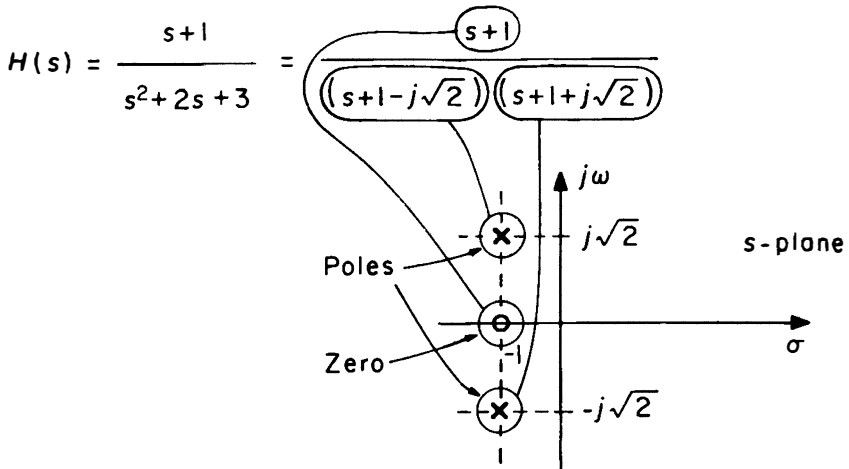 H(s) = (s+1)/(s²+2s+3) = (s+1)/((s+1-j√2)(s+1+j√2))
jω
j√2
s-plane
Poles
σ
-1
Zero
-j√2